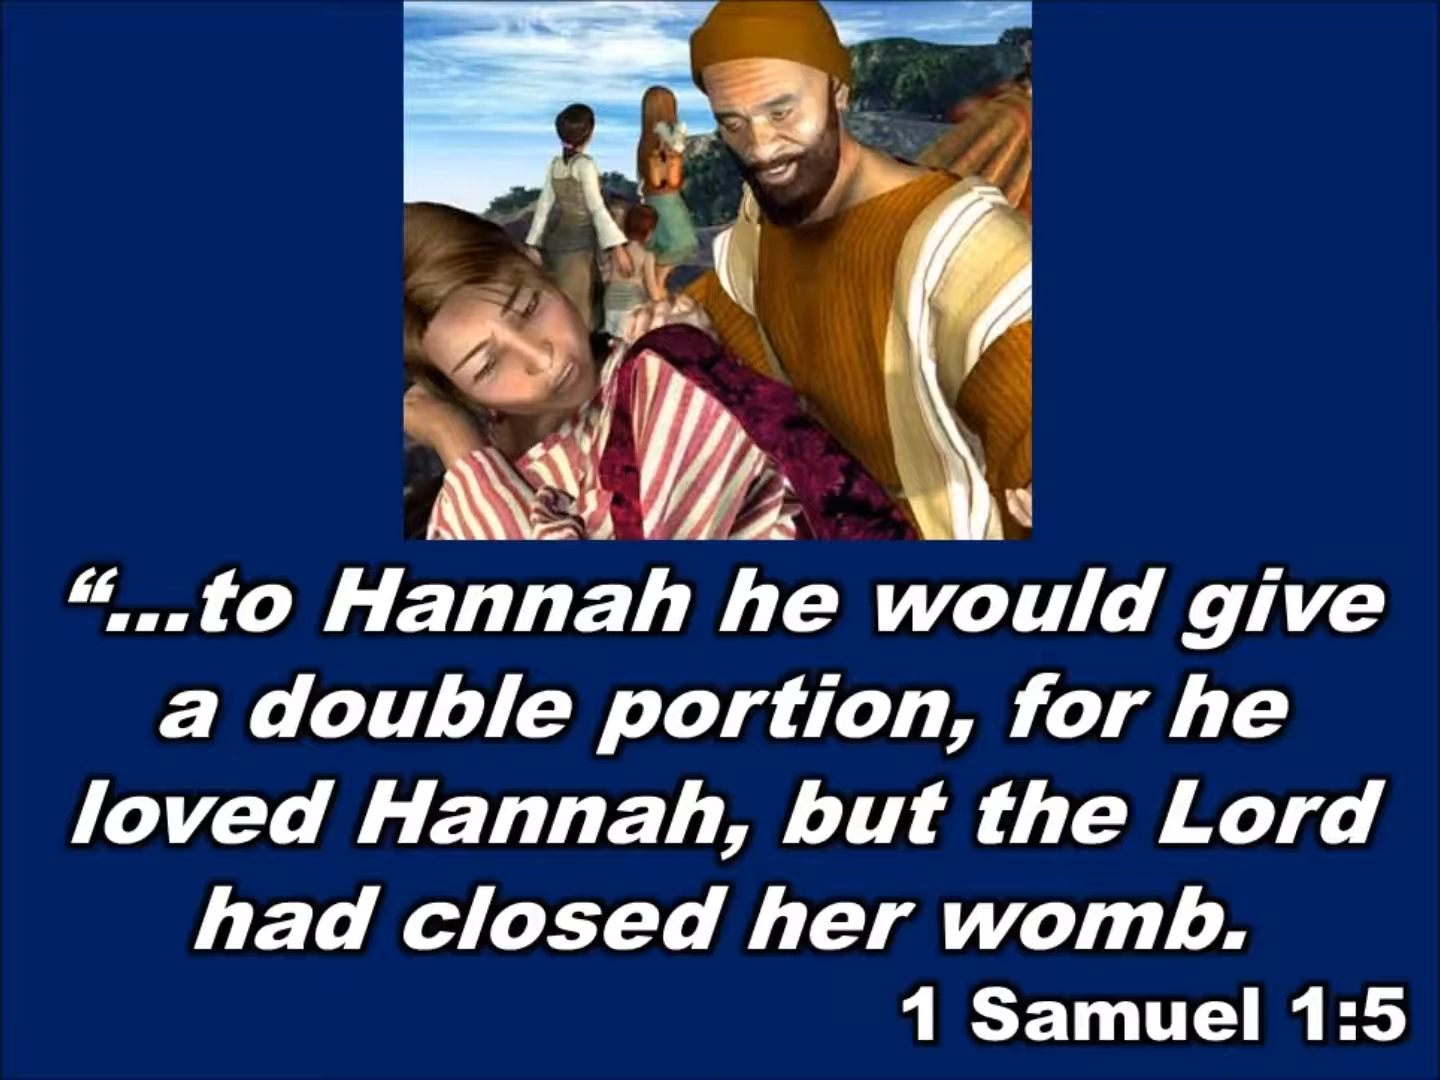 “...to Hannah he would give
a double portion, for he
loved Hannah, but the Lord
had closed her womb.
1 Samuel 1:5